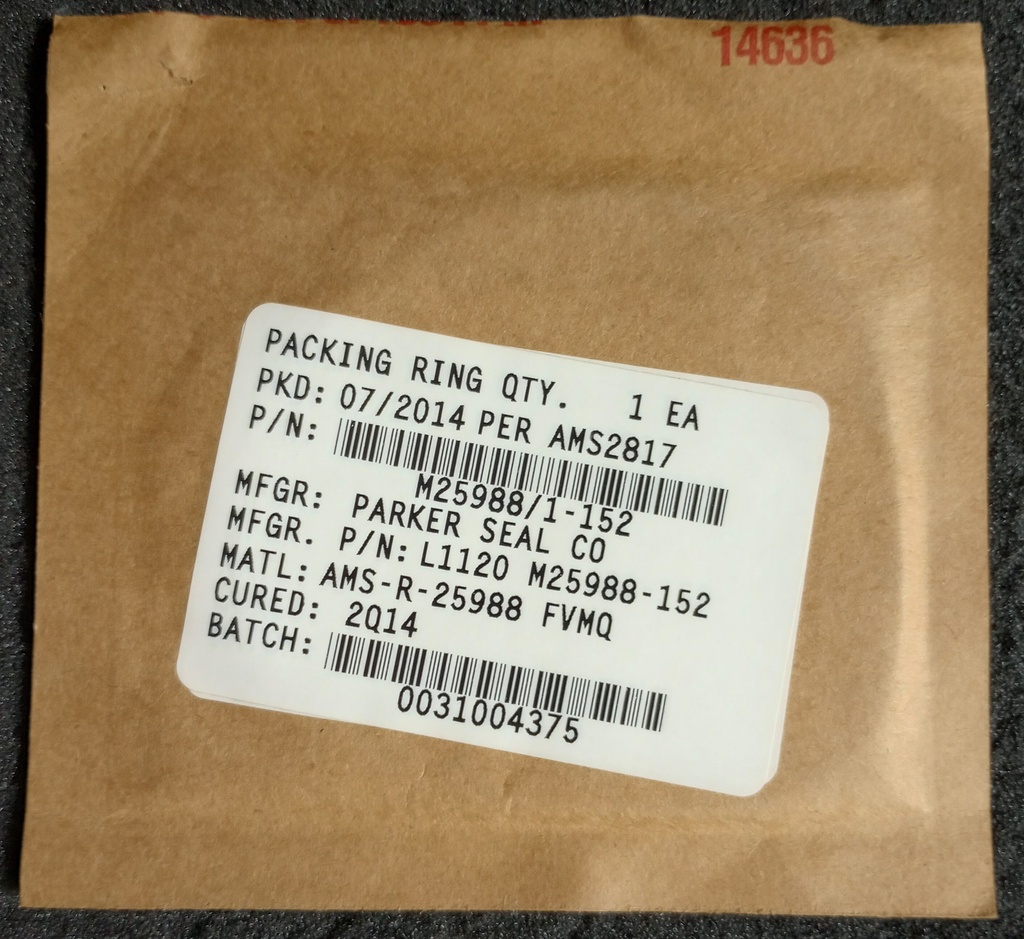 14636
PACKING RING QTY. 1 EA
PKD: 07/2014 PER AMS2817
P/N:
M25988/1-152
MFGR: PARKER SEAL CO
MFGR. P/N: L1120 M25988-152
MATL: AMS-R-25988 FVMQ
CURED: 2Q14
BATCH:
0031004375